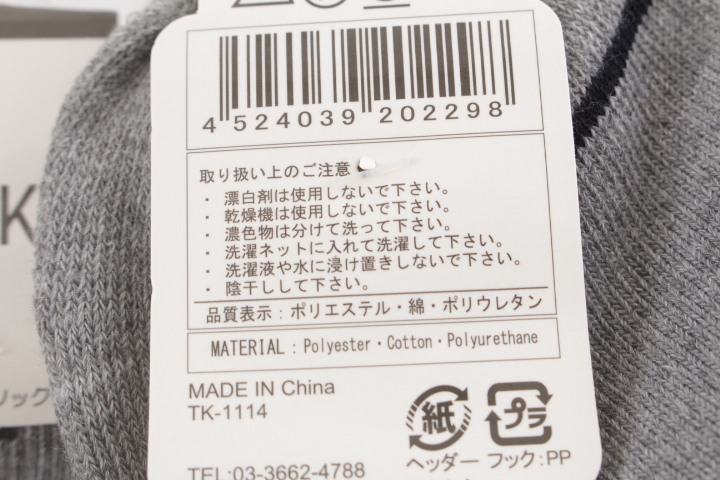 4 524039 202298
取り扱い上のご注意
・漂白剤は使用しないで下さい。
・乾燥機は使用しないで下さい。
・濃色物は分けて洗って下さい。
・洗濯ネットに入れて洗濯して下さい。
・洗濯液や水に浸け置きしないで下さい。
・陰干しして下さい。
品質表示：ポリエステル・綿・ポリウレタン
MATERIAL：Polyester・Cotton・Polyurethane
MADE IN China
TK-1114
紙 プラ
ヘッダー フック:PP
TEL:03-3662-4788
K
リック